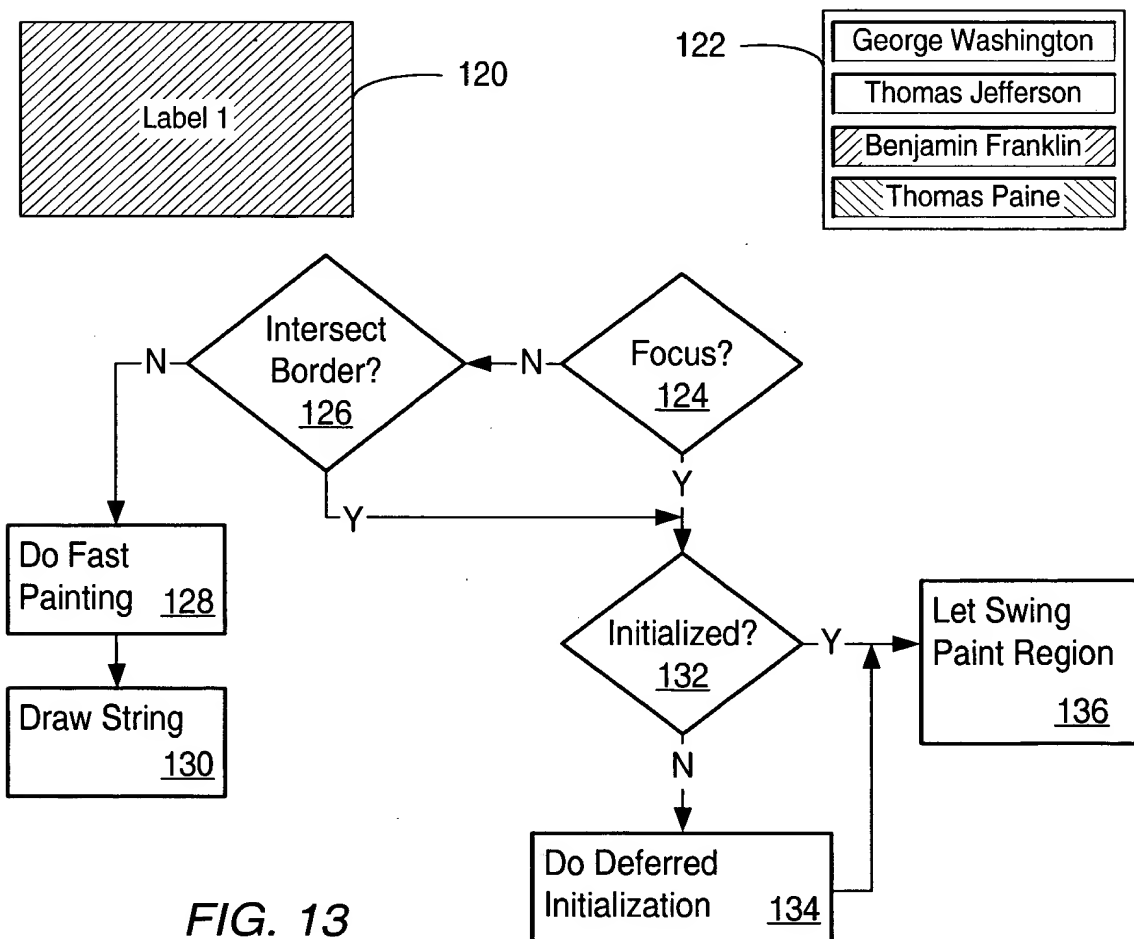 Label 1
120
122
George Washington
Thomas Jefferson
Benjamin Franklin
Thomas Paine
Intersect
Border?
126
N
Focus?
124
N
Y
Y
Do Fast
Painting 128
Draw String
130
Initialized?
132
Y
N
Let Swing
Paint Region
136
Do Deferred
Initialization 134
FIG. 13